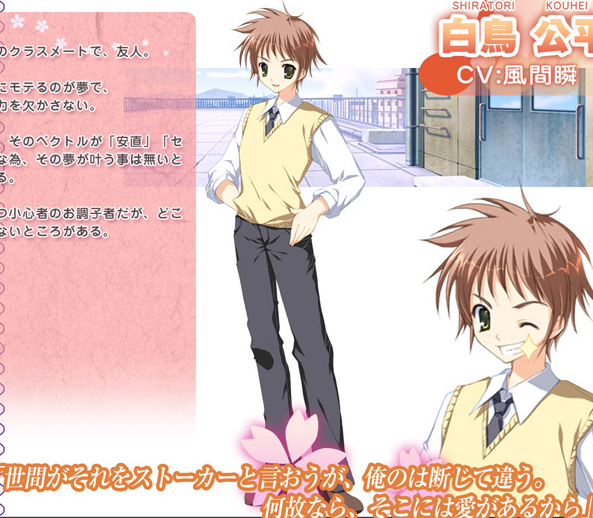 SHIRATORI KOUHEI
白鳥 公平
CV:風間瞬
のクラスメートで、友人。
にモテるのが夢で、
力を欠かさない。
、そのベクトルが「安直」「セ
な為、その夢が叶う事は無いと
る。
つ小心者のお調子者だが、どこ
ないところがある。
世間がそれをストーカーと言おうが、俺のは断じて違う。
何故なら、そこには愛があるから」